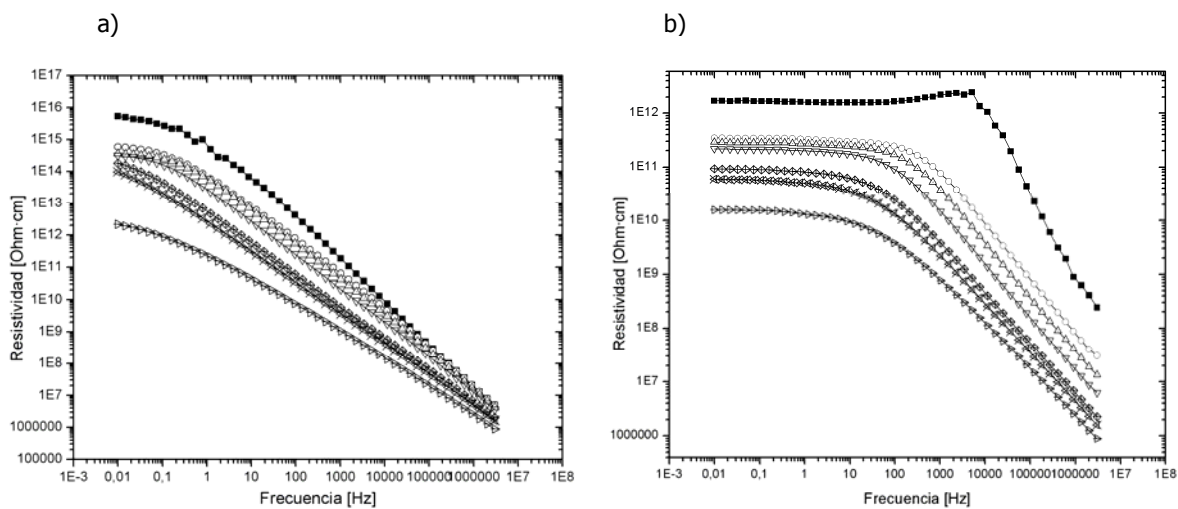 a)
b)
1E17
1E16
1E15
1E14
1E13
1E12
1E11
1E10
1E9
1E8
1E7
1000000
100000
Resistividad [Ohm·cm]
1E-3 0,01 0,1 1 10 100 1000 10000 100000 1000000 1E7 1E8
Frecuencia [Hz]
1E12
1E11
1E10
1E9
1E8
1E7
1000000
Resistividad [Ohm·cm]
1E-3 0,01 0,1 1 10 100 1000 10000 100000 1000000 1E7 1E8
Frecuencia [Hz]